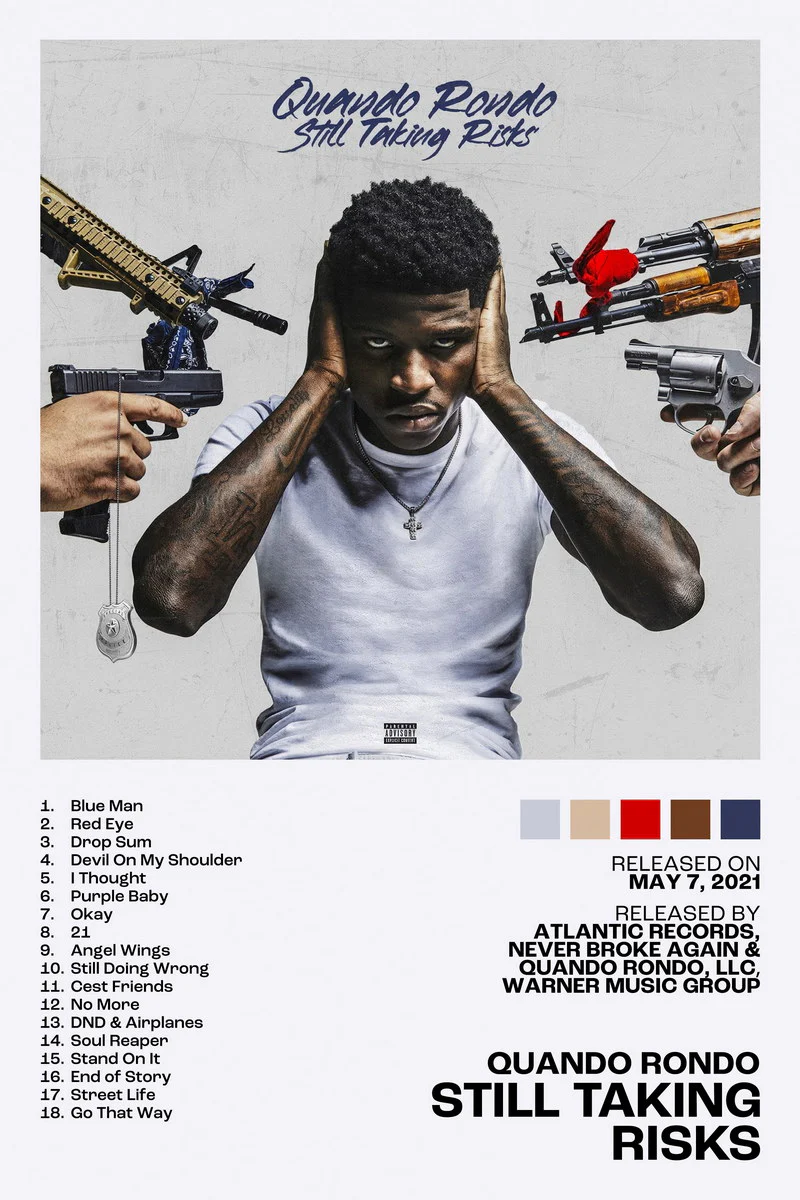 Quando Rondo
Still Taking Risks
PARENTAL
ADVISORY
EXPLICIT CONTENT
1. Blue Man
2. Red Eye
3. Drop Sum
4. Devil On My Shoulder
5. I Thought
6. Purple Baby
7. Okay
8. 21
9. Angel Wings
10. Still Doing Wrong
11. Cest Friends
12. No More
13. DND & Airplanes
14. Soul Reaper
15. Stand On It
16. End of Story
17. Street Life
18. Go That Way
RELEASED ON
MAY 7, 2021
RELEASED BY
ATLANTIC RECORDS,
NEVER BROKE AGAIN &
QUANDO RONDO, LLC,
WARNER MUSIC GROUP
QUANDO RONDO
STILL TAKING
RISKS